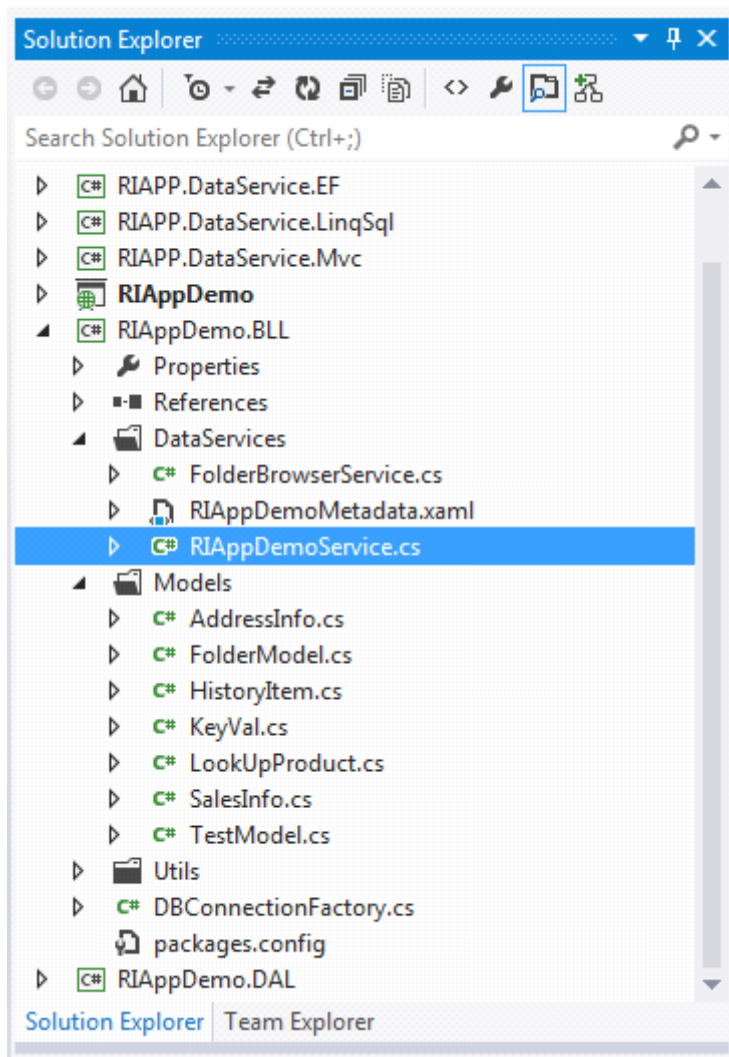 Solution Explorer
Search Solution Explorer (Ctrl+;)
C# RIAPP.DataService.EF
C# RIAPP.DataService.LinqSql
C# RIAPP.DataService.Mvc
RIAppDemo
C# RIAppDemo.BLL
Properties
References
DataServices
C# FolderBrowserService.cs
RIAppDemoMetadata.xaml
C# RIAppDemoService.cs
Models
C# AddressInfo.cs
C# FolderModel.cs
C# HistoryItem.cs
C# KeyVal.cs
C# LookUpProduct.cs
C# SalesInfo.cs
C# TestModel.cs
Utils
C# DBConnectionFactory.cs
packages.config
C# RIAppDemo.DAL
Solution Explorer Team Explorer